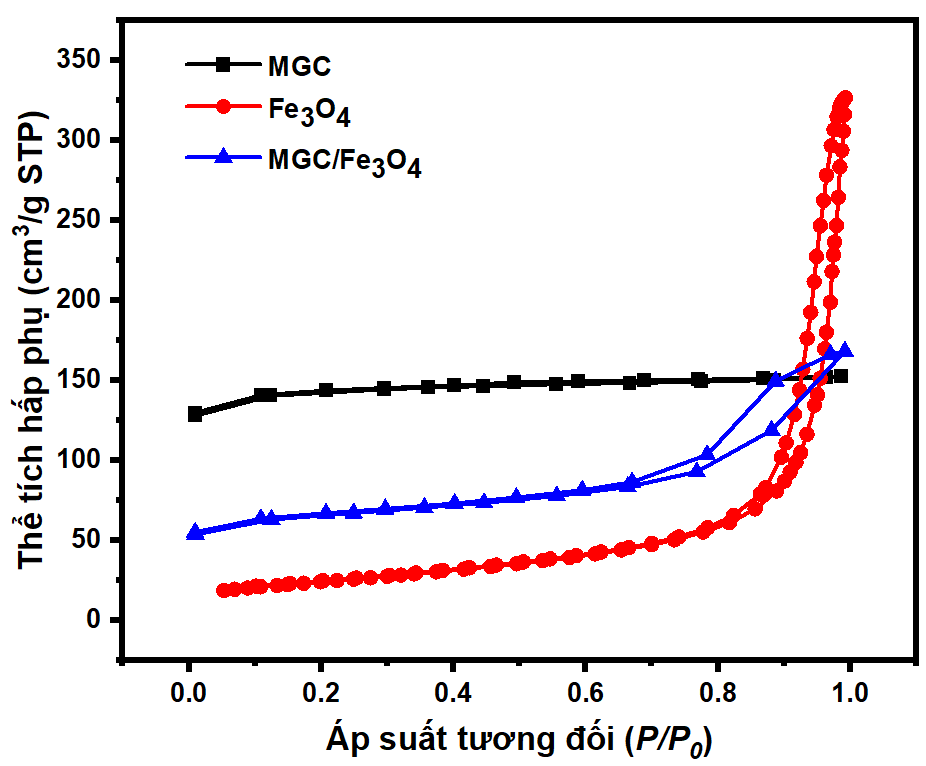 MGC
Fe3O4
MGC/Fe3O4
Thể tích hấp phụ (cm³/g STP)
350
300
250
200
150
100
50
0
0.0 0.2 0.4 0.6 0.8 1.0
Áp suất tương đối (P/P0)